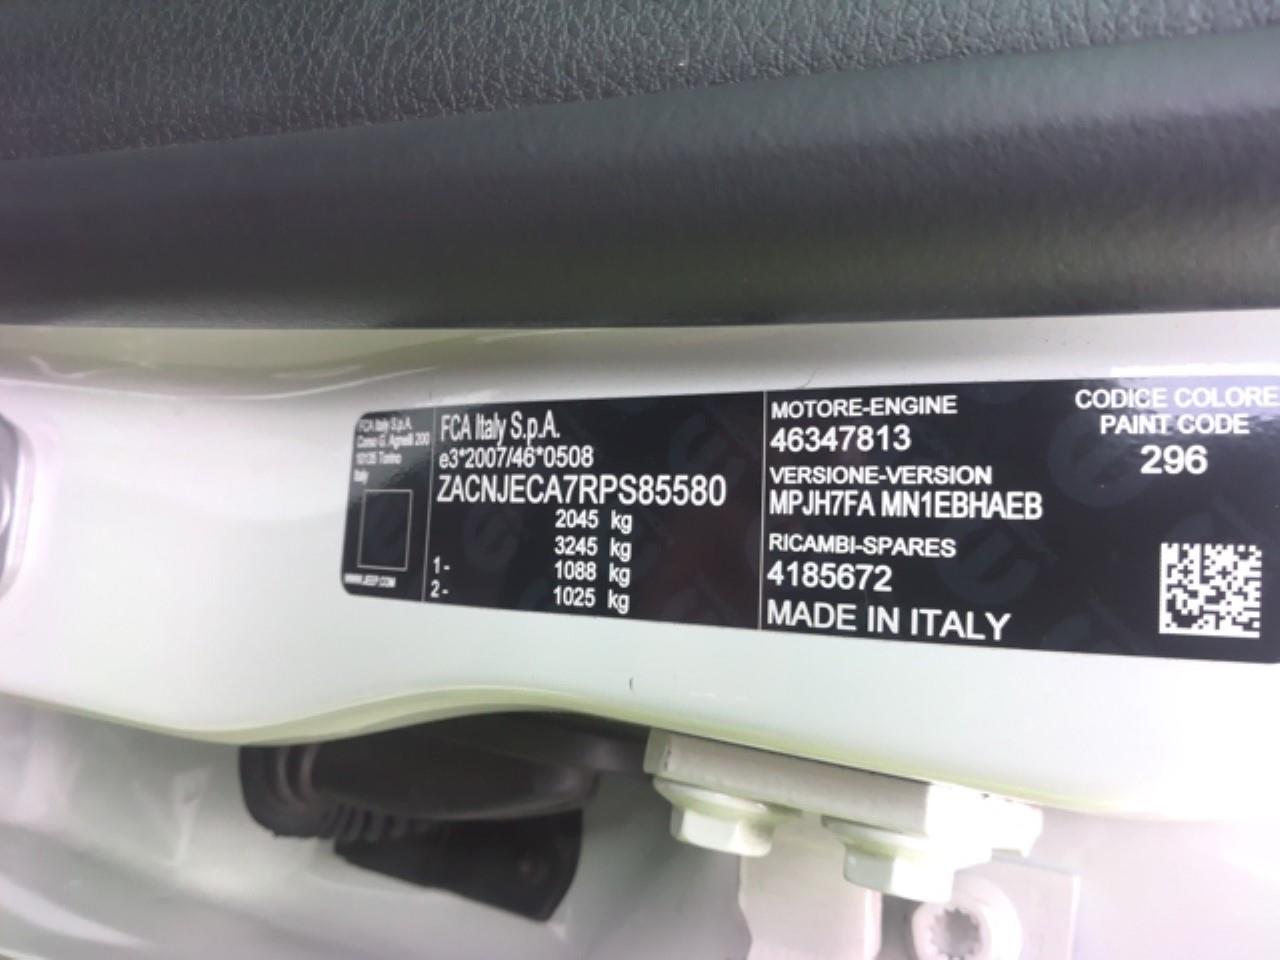 FCA Italy S.p.A.
Corso G. Agnelli 200
10135 Torino
Italy
WWW.JEEP.COM
FCA Italy S.p.A.
e3*2007/46*0508
ZACNJECA7RPS85580
2045 kg
3245 kg
1- 1088 kg
2- 1025 kg
MOTORE-ENGINE
46347813
VERSIONE-VERSION
MPJH7FA MN1EBHAEB
RICAMBI-SPARES
4185672
MADE IN ITALY
CODICE COLORE
PAINT CODE
296